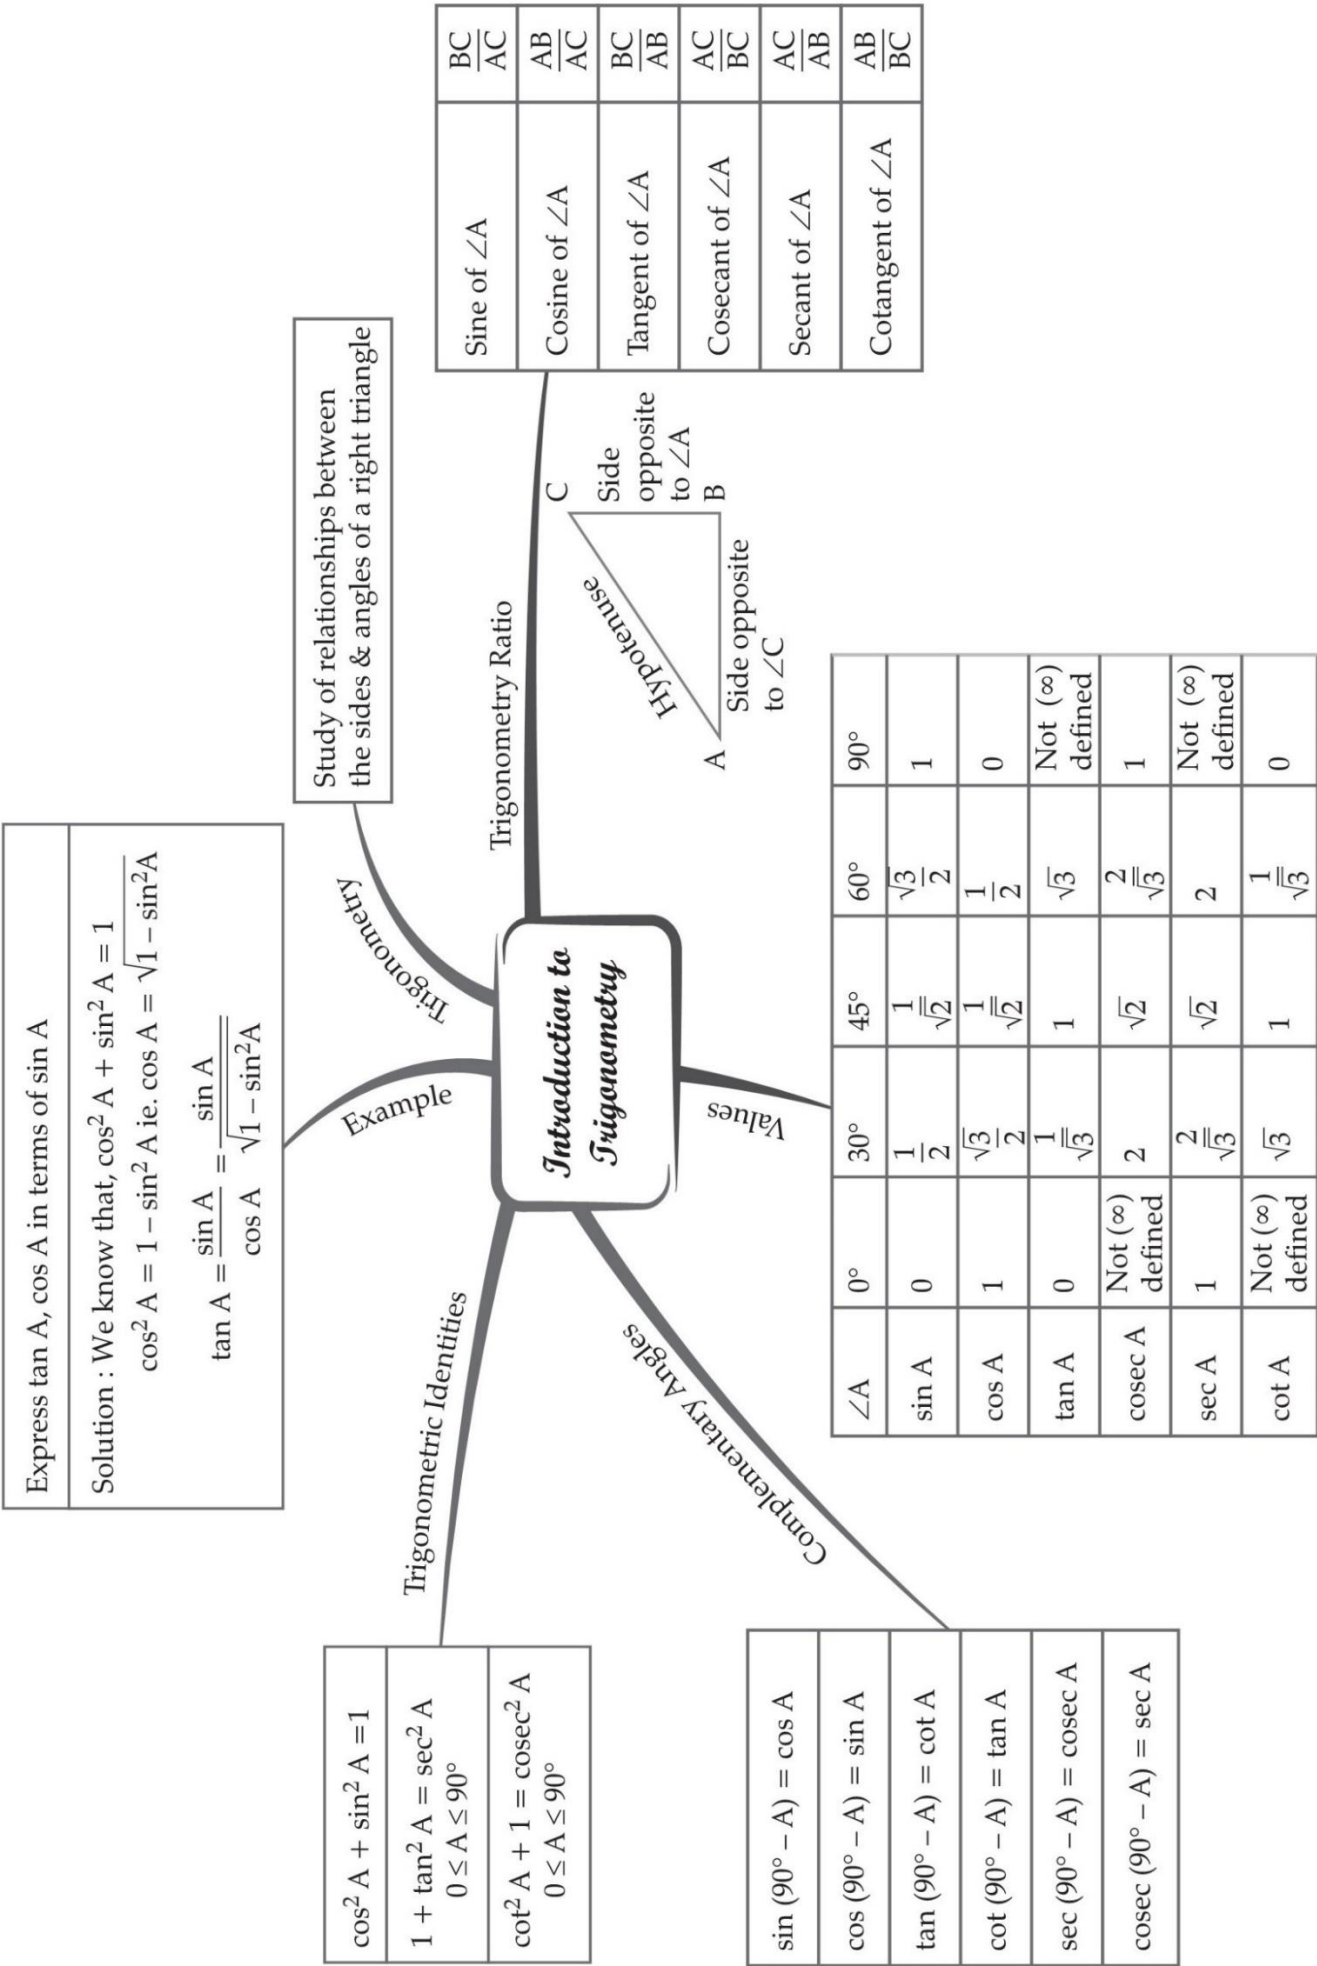 Introduction to
Trigonometry
Trigonometry
Study of relationships between
the sides & angles of a right triangle
Trigonometry Ratio
Sine of ∠A BC/AC
Cosine of ∠A AB/AC
Tangent of ∠A BC/AB
Cosecant of ∠A AC/BC
Secant of ∠A AC/AB
Cotangent of ∠A AB/BC
C
Hypotenuse
Side
opposite
to ∠A
A
B
Side opposite
to ∠C
Values
∠A 0° 30° 45° 60° 90°
sin A 0 1/2 1/√2 √3/2 1
cos A 1 √3/2 1/√2 1/2 0
tan A 0 1/√3 1 √3 Not (∞) defined
cosec A Not (∞) defined 2 √2 2/√3 1
sec A 1 2/√3 √2 2 Not (∞) defined
cot A Not (∞) defined √3 1 1/√3 0
Complementary Angles
sin (90° – A) = cos A
cos (90° – A) = sin A
tan (90° – A) = cot A
cot (90° – A) = tan A
sec (90° – A) = cosec A
cosec (90° – A) = sec A
Trigonometric Identities
cos² A + sin² A = 1
1 + tan² A = sec² A
0 ≤ A ≤ 90°
cot² A + 1 = cosec² A
0 ≤ A ≤ 90°
Example
Express tan A, cos A in terms of sin A
Solution : We know that, cos² A + sin² A = 1
cos² A = 1 – sin² A ie. cos A = √(1 – sin²A)
tan A = sin A/cos A = sin A/√(1 – sin²A)